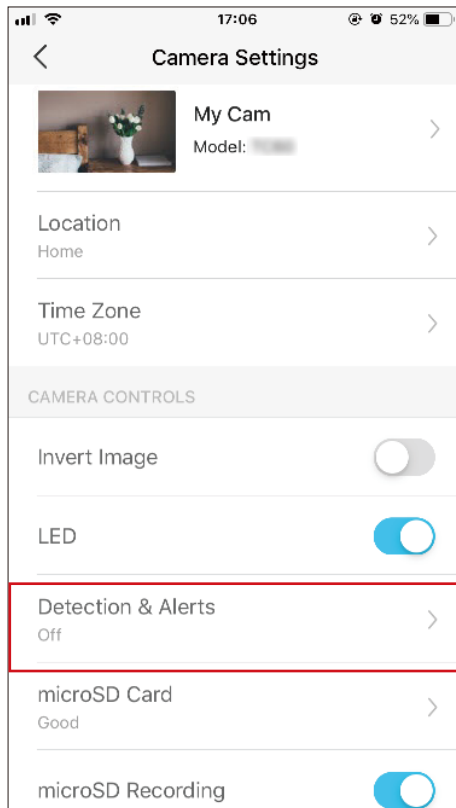 17:06
52%
Camera Settings
My Cam
Model:
Location
Home
Time Zone
UTC+08:00
CAMERA CONTROLS
Invert Image
LED
Detection & Alerts
Off
microSD Card
Good
microSD Recording